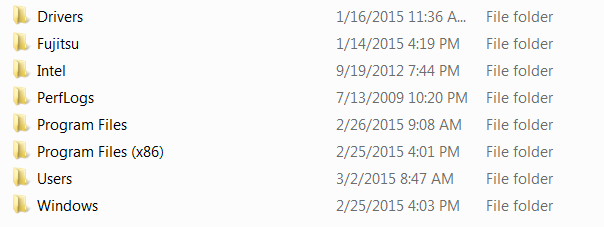 Drivers 1/16/2015 11:36 A... File folder
Fujitsu 1/14/2015 4:19 PM File folder
Intel 9/19/2012 7:44 PM File folder
PerfLogs 7/13/2009 10:20 PM File folder
Program Files 2/26/2015 9:08 AM File folder
Program Files (x86) 2/25/2015 4:01 PM File folder
Users 3/2/2015 8:47 AM File folder
Windows 2/25/2015 4:03 PM File folder